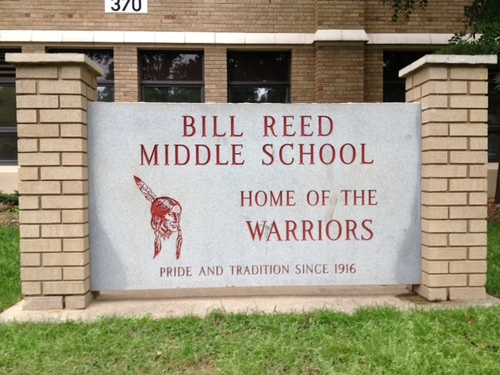 370
BILL REED
MIDDLE SCHOOL
HOME OF THE
WARRIORS
PRIDE AND TRADITION SINCE 1916